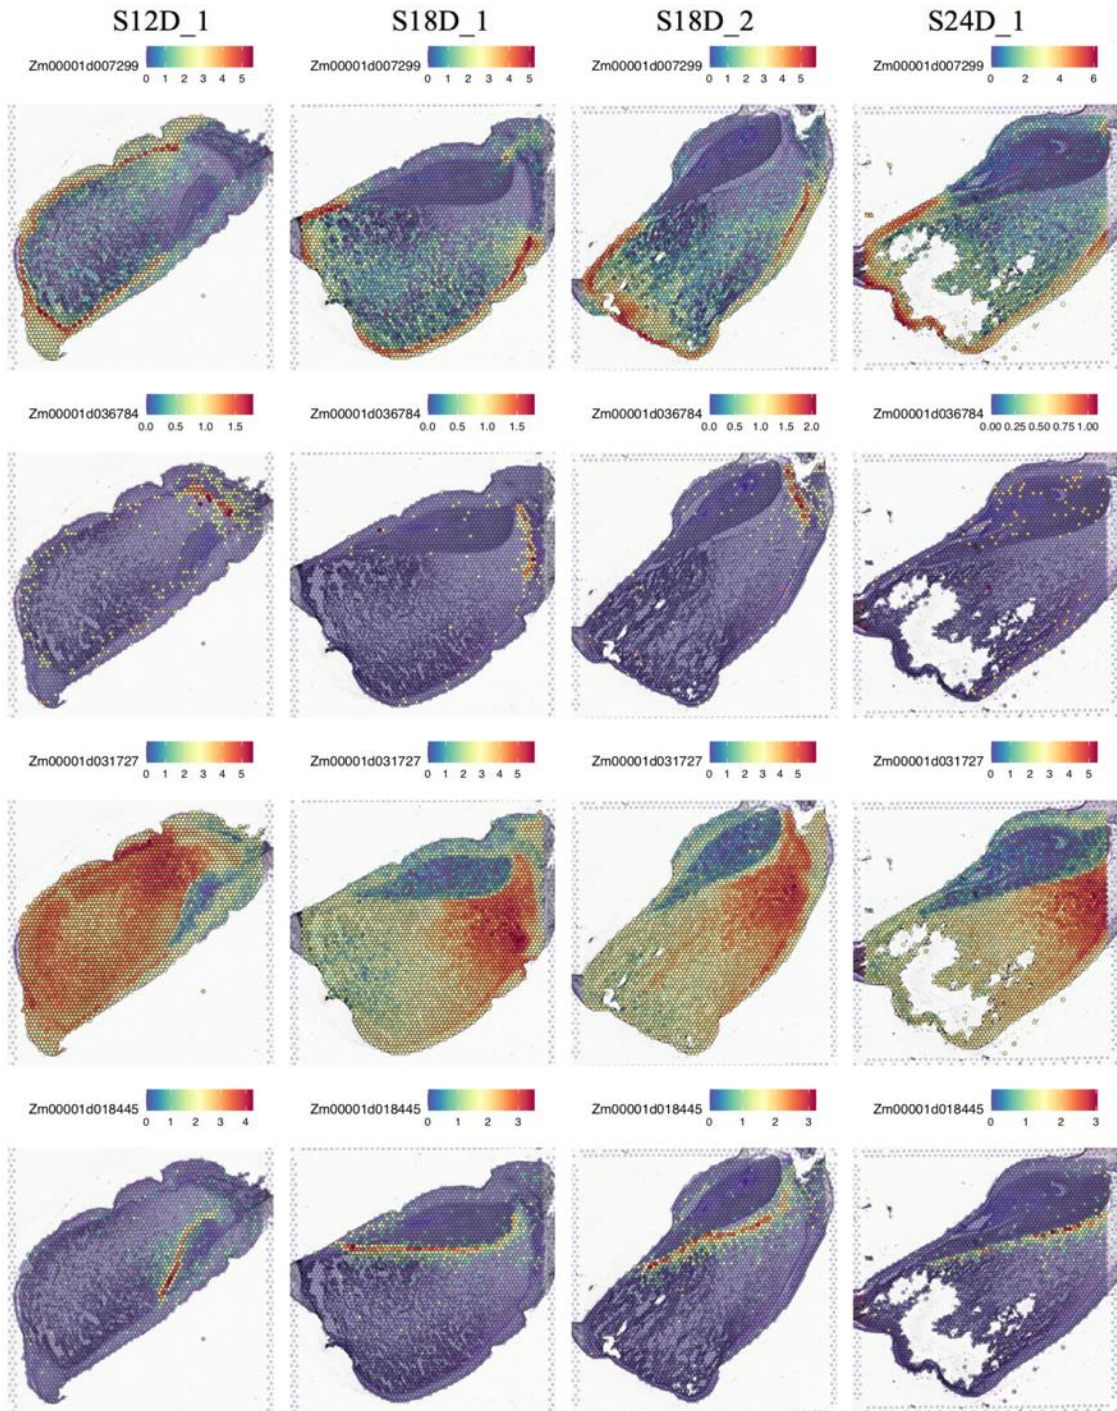 S12D_1 S18D_1 S18D_2 S24D_1
Zm00001d007299 Zm00001d007299 Zm00001d007299 Zm00001d007299
0 1 2 3 4 5 0 1 2 3 4 5 0 1 2 3 4 5 0 2 4 6
Zm00001d036784 Zm00001d036784 Zm00001d036784 Zm00001d036784
0.0 0.5 1.0 1.5 0.0 0.5 1.0 1.5 0.0 0.5 1.0 1.5 2.0 0.00 0.25 0.50 0.75 1.00
Zm00001d031727 Zm00001d031727 Zm00001d031727 Zm00001d031727
0 1 2 3 4 5 0 1 2 3 4 5 0 1 2 3 4 5 0 1 2 3 4 5
Zm00001d018445 Zm00001d018445 Zm00001d018445 Zm00001d018445
0 1 2 3 4 0 1 2 3 0 1 2 3 0 1 2 3